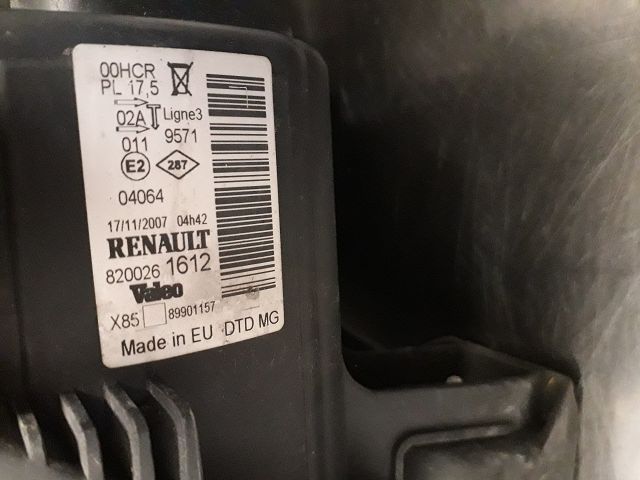 00HCR
PL 17,5
02A Ligne3
9571
011
E2 287
04064
17/11/2007 04h42
RENAULT
820026 1612
Valeo
X85 89901157
Made in EU DTD MG